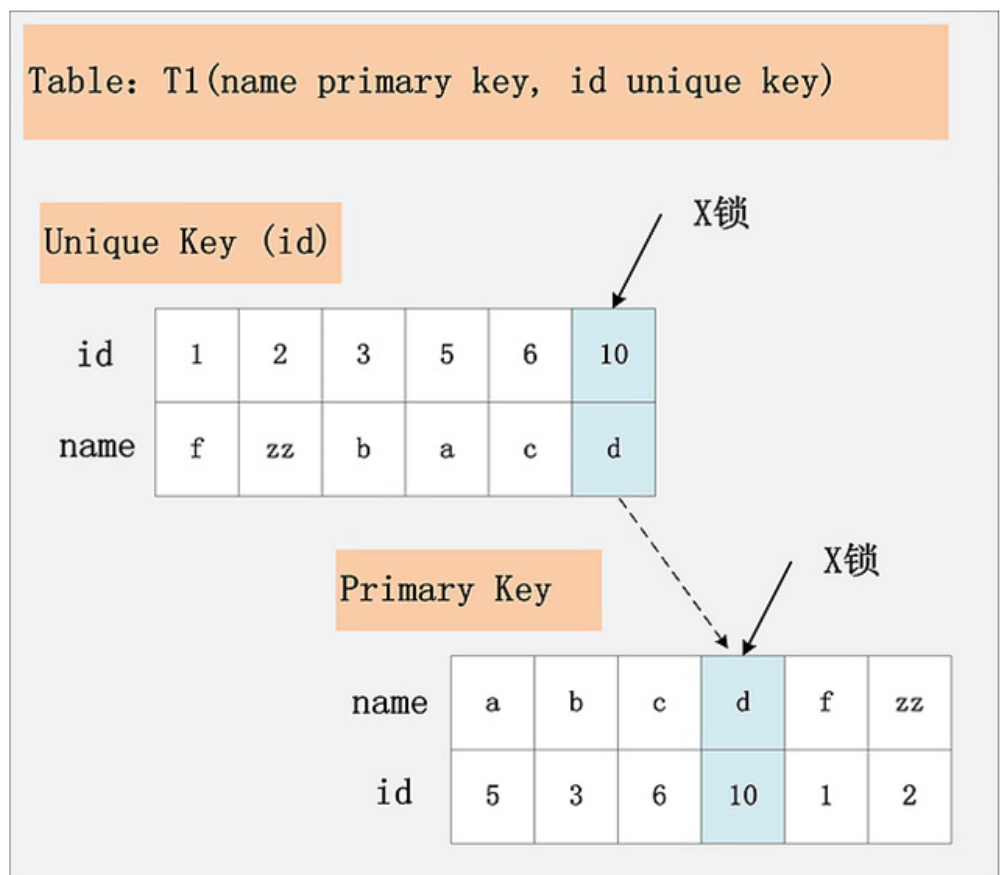 Table：T1(name primary key, id unique key)
X锁
Unique Key (id)
id 1 2 3 5 6 10
name f zz b a c d
X锁
Primary Key
name a b c d f zz
id 5 3 6 10 1 2